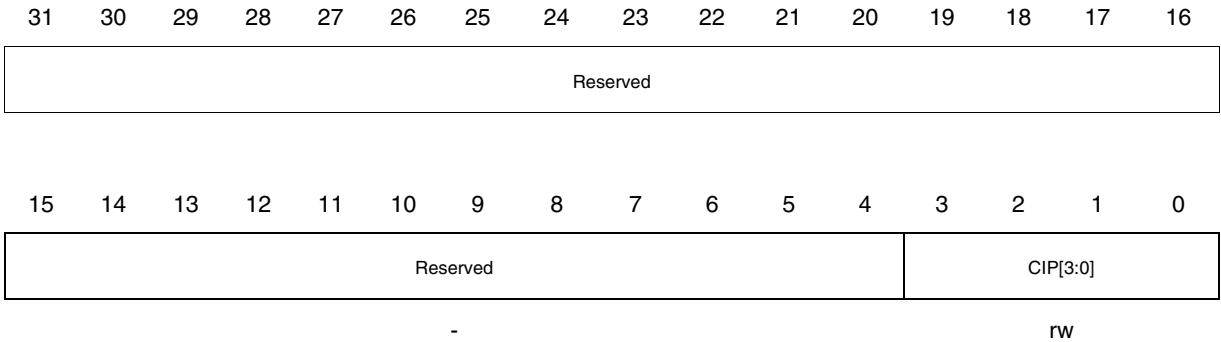 31 30 29 28 27 26 25 24 23 22 21 20 19 18 17 16
Reserved
15 14 13 12 11 10 9 8 7 6 5 4 3 2 1 0
Reserved CIP[3:0]
- rw